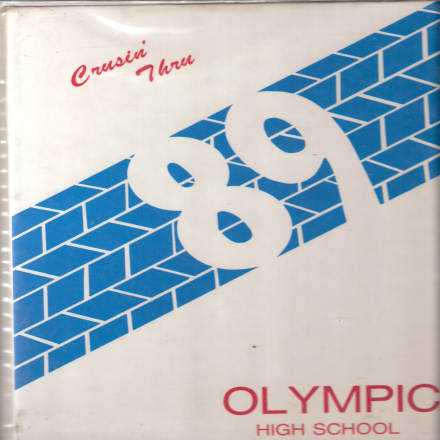 Crusin'
Thru
89
OLYMPIC
HIGH SCHOOL